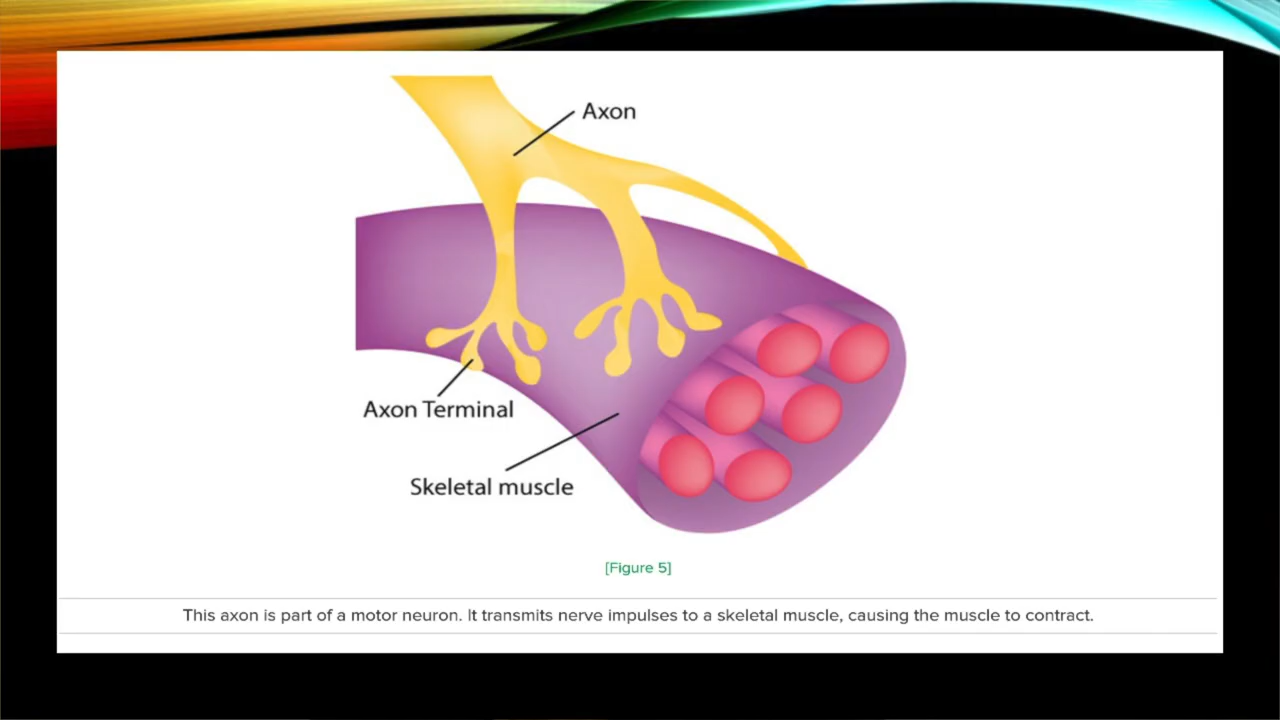 Axon
Axon Terminal
Skeletal muscle
[Figure 5]
This axon is part of a motor neuron. It transmits nerve impulses to a skeletal muscle, causing the muscle to contract.